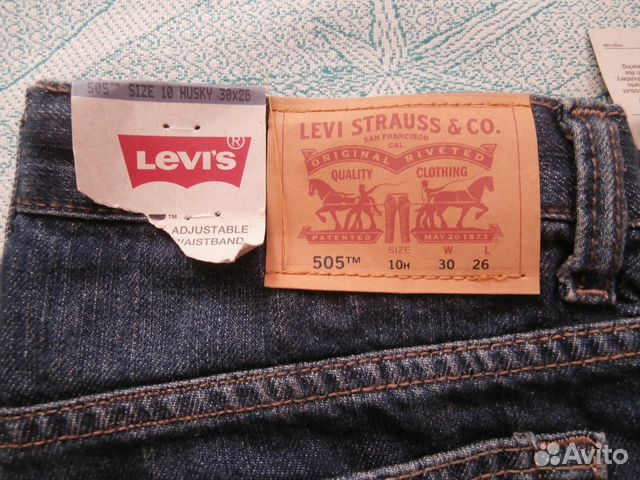 505™ SIZE 10 HUSKY 30X26
LEVI'S®
ADJUSTABLE
WAISTBAND
LEVI STRAUSS & CO.
SAN FRANCISCO
CAL.
ORIGINAL RIVETED
QUALITY CLOTHING
PATENTED MAY 20 1873
SIZE W L
505™ 10H 30 26
Avito